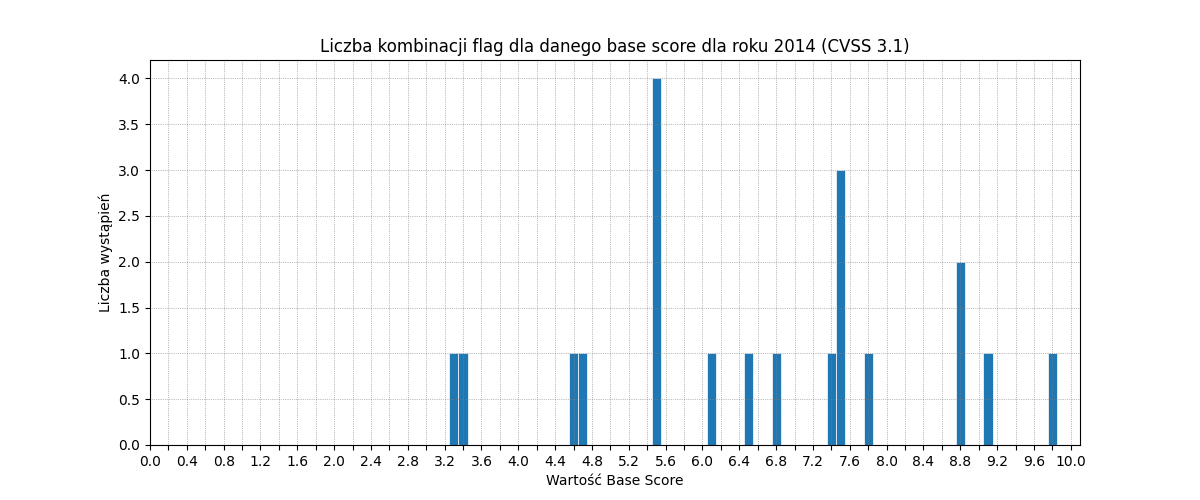 Liczba kombinacji flag dla danego base score dla roku 2014 (CVSS 3.1)
4.0
3.5
3.0
2.5
2.0
1.5
1.0
0.5
0.0
Liczba wystąpień
0.0 0.4 0.8 1.2 1.6 2.0 2.4 2.8 3.2 3.6 4.0 4.4 4.8 5.2 5.6 6.0 6.4 6.8 7.2 7.6 8.0 8.4 8.8 9.2 9.6 10.0
Wartość Base Score